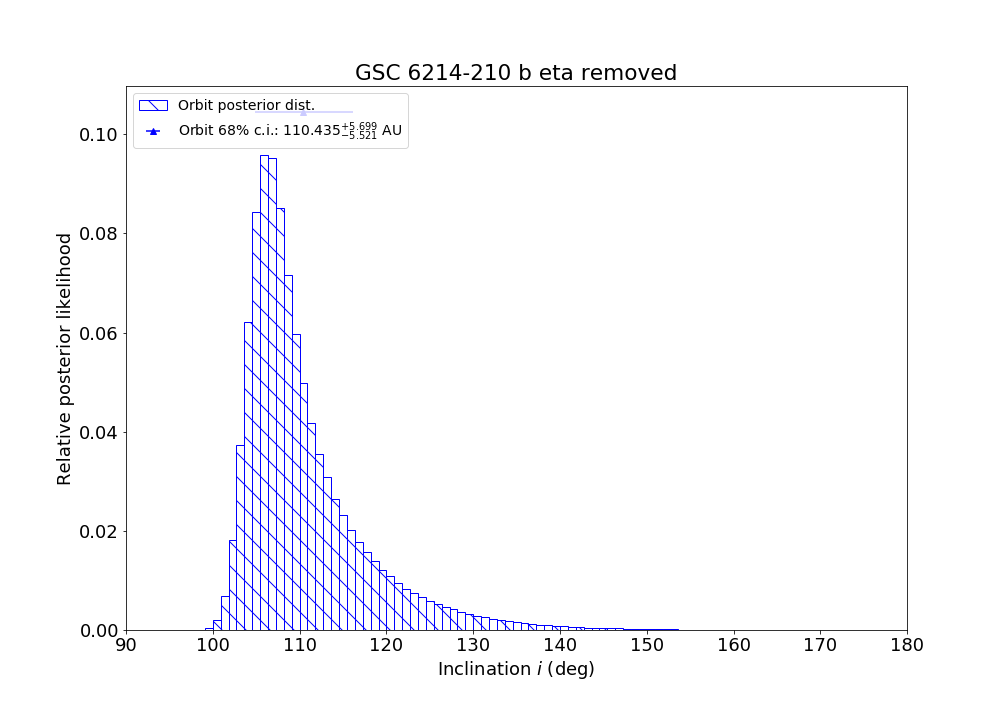 GSC 6214-210 b eta removed
Orbit posterior dist.
Orbit 68% c.i.: 110.435+5.699−5.521 AU
Relative posterior likelihood
0.10
0.08
0.06
0.04
0.02
0.00
90 100 110 120 130 140 150 160 170 180
Inclination i (deg)